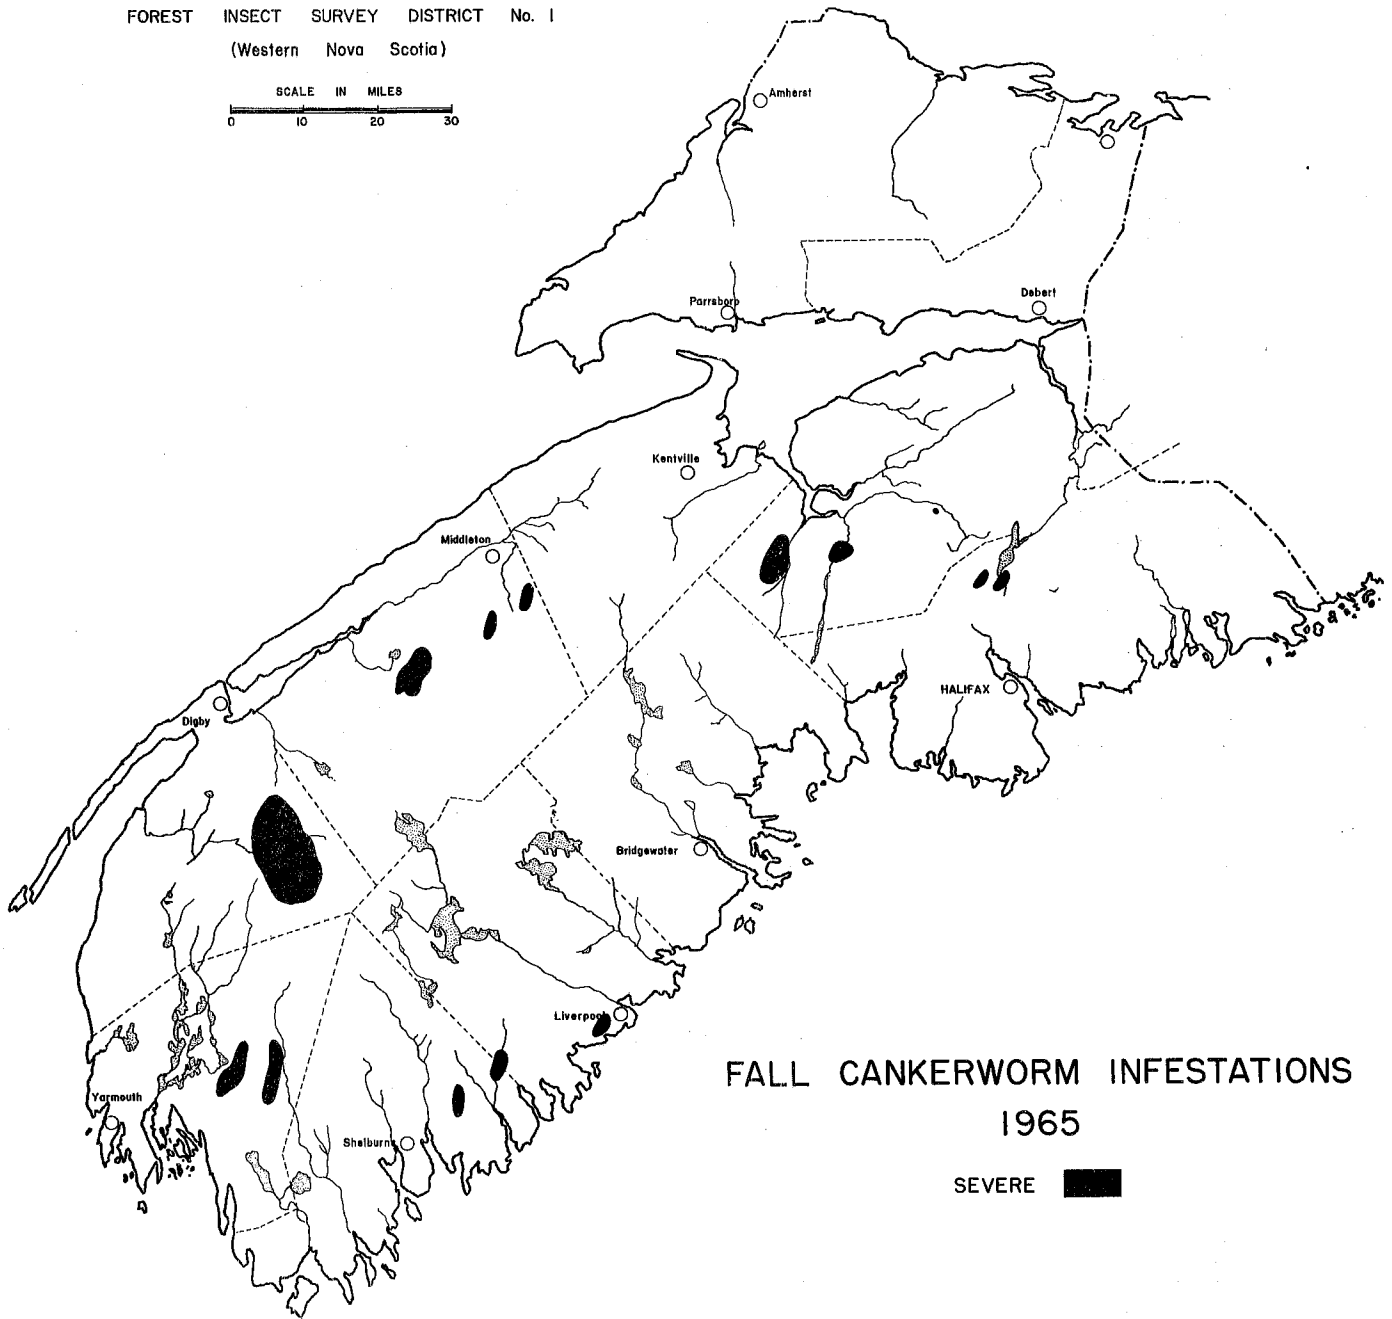 FOREST INSECT SURVEY DISTRICT No. I
(Western Nova Scotia)
SCALE IN MILES
0 10 20 30
Amherst
Parrsboro
Debert
Kentville
Middleton
Digby
HALIFAX
Bridgewater
Liverpool
Yarmouth
Shelburne
FALL CANKERWORM INFESTATIONS
1965
SEVERE